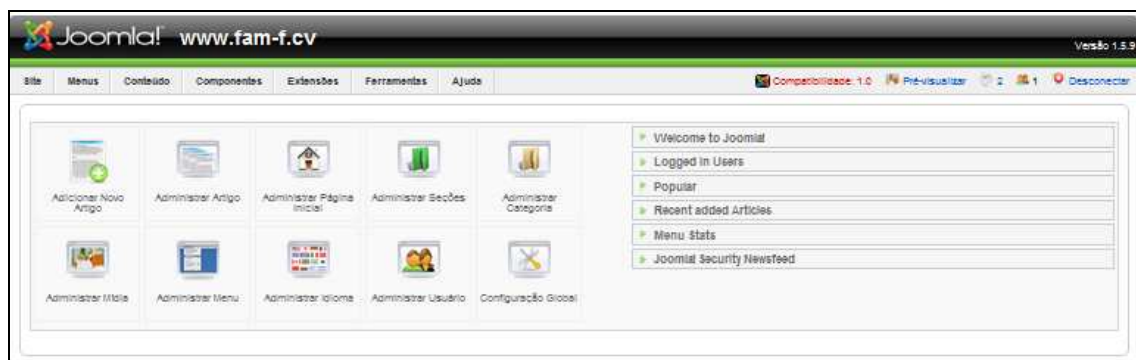 Joomla! www.fam-f.cv
Versão 1.5.9
Site Menus Conteúdo Componentes Extensões Ferramentas Ajuda Compatibilidade: 1.0 Pré-visualizar 2 1 Desconectar
Adicionar Novo Artigo
Administrar Artigo
Administrar Página Inicial
Administrar Secções
Administrar Categoria
Administrar Mídia
Administrar Menu
Administrar Idioma
Administrar Usuário
Configuração Global
Welcome to Joomla!
Logged in Users
Popular
Recent added Articles
Menu Stats
Joomla! Security Newsfeed